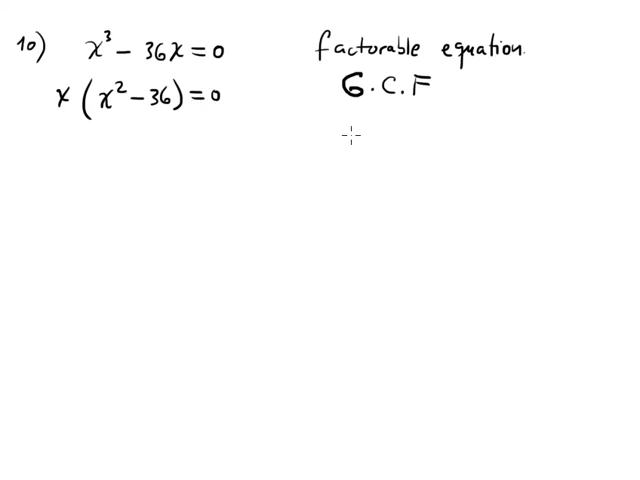 10) x³ - 36x = 0 factorable equation.
x (x² - 36) = 0 G.C.F